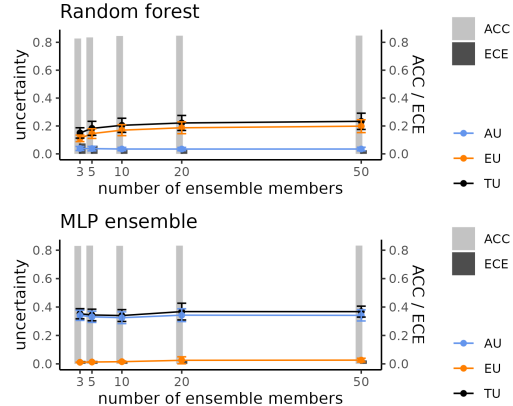 Random forest
0.8
0.6
0.4
0.2
0.0
uncertainty
0.8
0.6
0.4
0.2
0.0
ACC / ECE
3 5 10 20 50
number of ensemble members
ACC
ECE
AU
EU
TU
MLP ensemble
0.8
0.6
0.4
0.2
0.0
uncertainty
0.8
0.6
0.4
0.2
0.0
ACC / ECE
3 5 10 20 50
number of ensemble members
ACC
ECE
AU
EU
TU